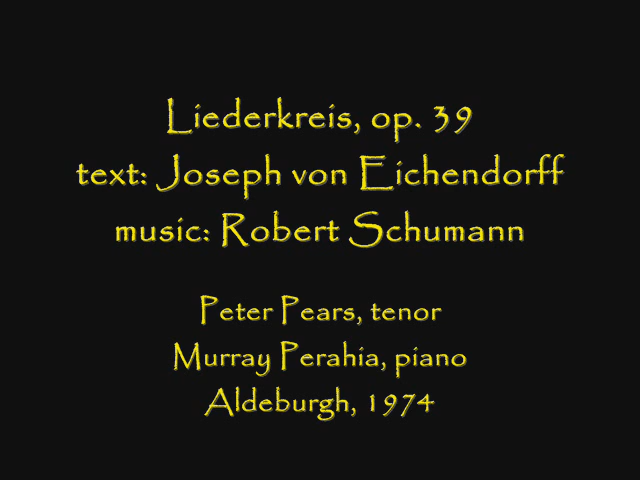 Liederkreis, op. 39
text: Joseph von Eichendorff
music: Robert Schumann
Peter Pears, tenor
Murray Perahia, piano
Aldeburgh, 1974